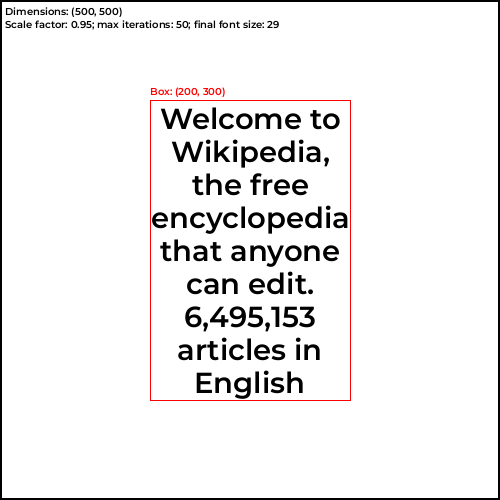 Dimensions: (500, 500)
Scale factor: 0.95; max iterations: 50; final font size: 29
Box: (200, 300)
Welcome to
Wikipedia,
the free
encyclopedia
that anyone
can edit.
6,495,153
articles in
English